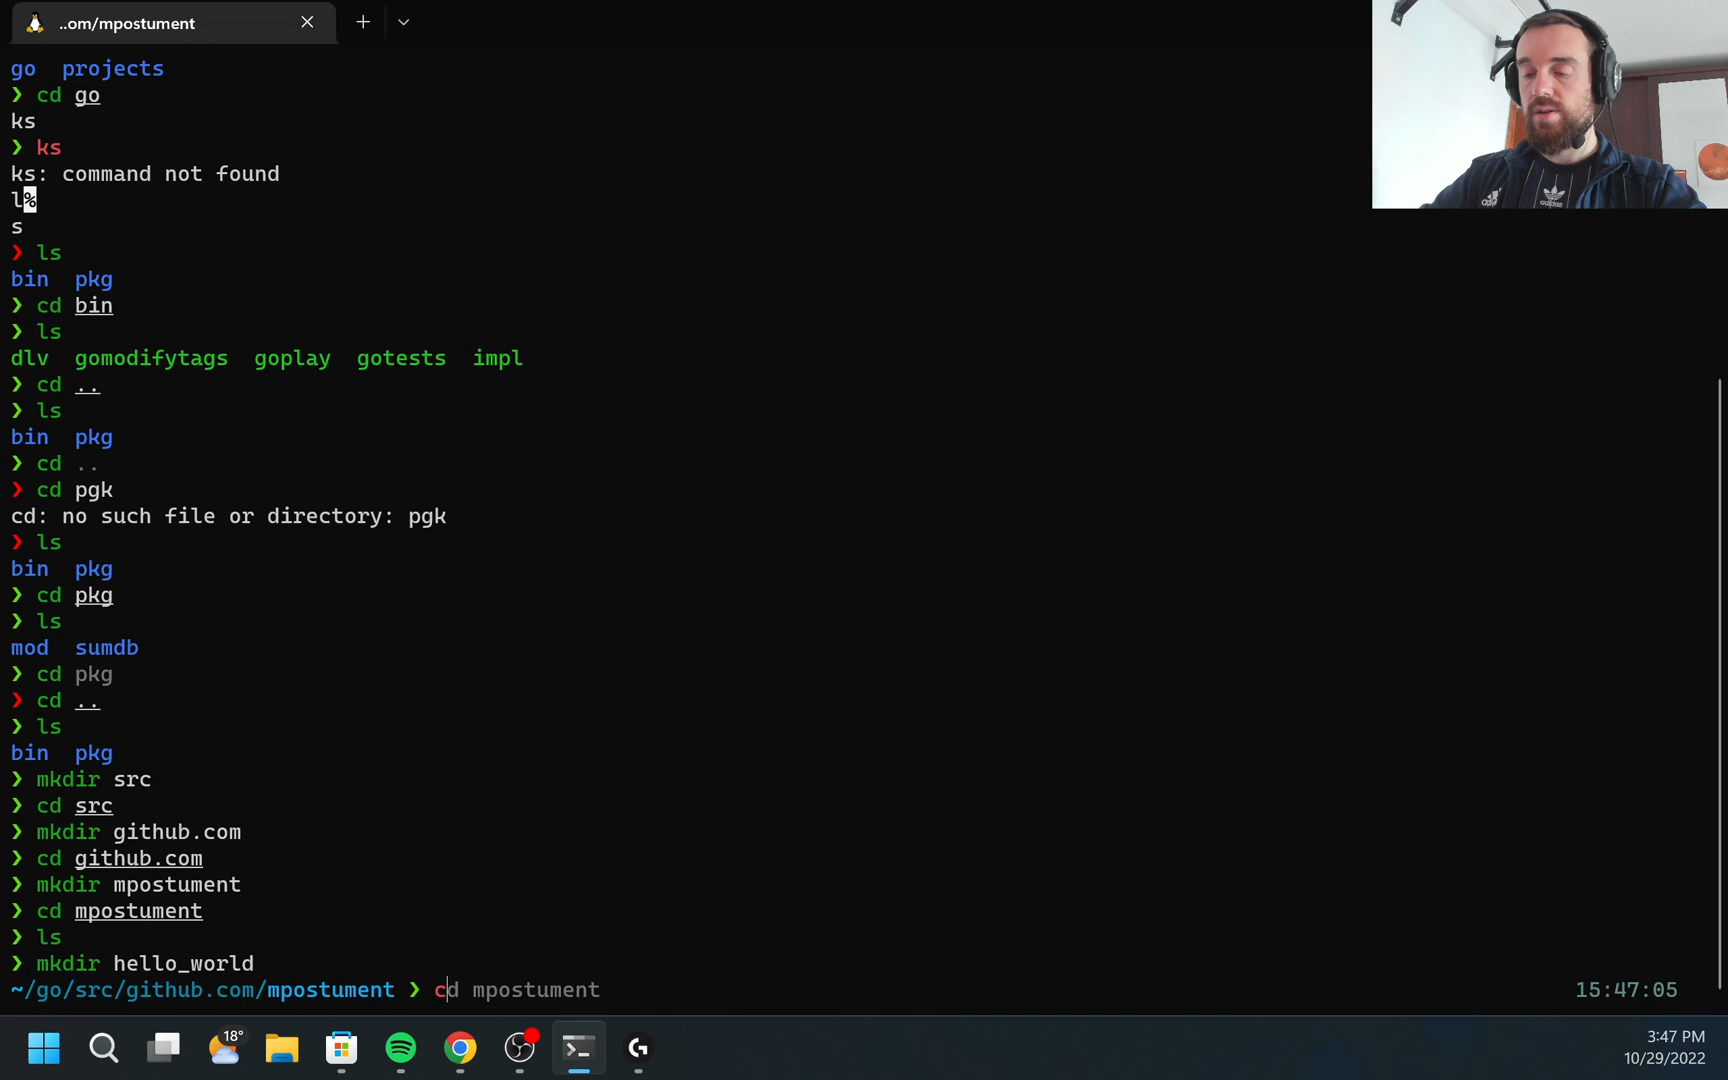 ..om/mpostument
go projects
❯ cd go
ks
❯ ks
ks: command not found
l%
s
❯ ls
bin pkg
❯ cd bin
❯ ls
dlv gomodifytags goplay gotests impl
❯ cd ..
❯ ls
bin pkg
❯ cd ..
❯ cd pgk
cd: no such file or directory: pgk
❯ ls
bin pkg
❯ cd pkg
❯ ls
mod sumdb
❯ cd pkg
❯ cd ..
❯ ls
bin pkg
❯ mkdir src
❯ cd src
❯ mkdir github.com
❯ cd github.com
❯ mkdir mpostument
❯ cd mpostument
❯ ls
❯ mkdir hello_world
~/go/src/github.com/mpostument ❯ cd mpostument 15:47:05
18°
3:47 PM
10/29/2022